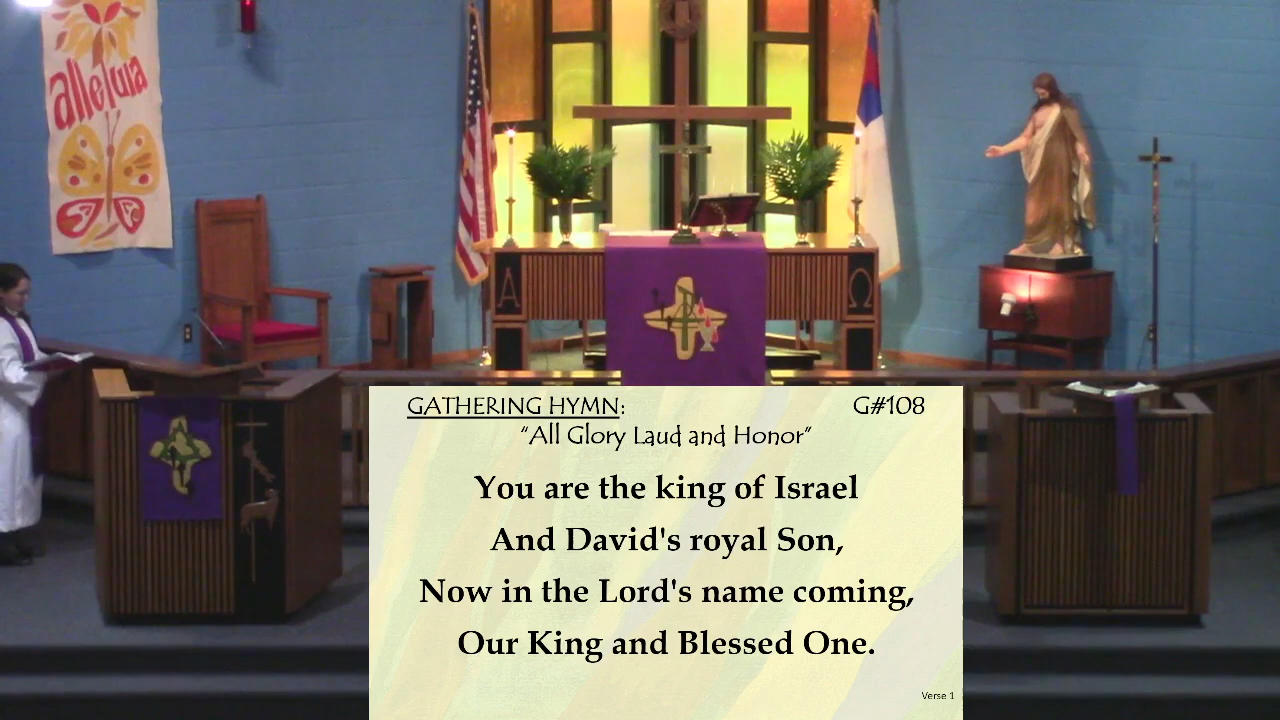 alleluia
Α
Ω
GATHERING HYMN: G#108
“All Glory Laud and Honor”
You are the king of Israel
And David's royal Son,
Now in the Lord's name coming,
Our King and Blessed One.
Verse 1